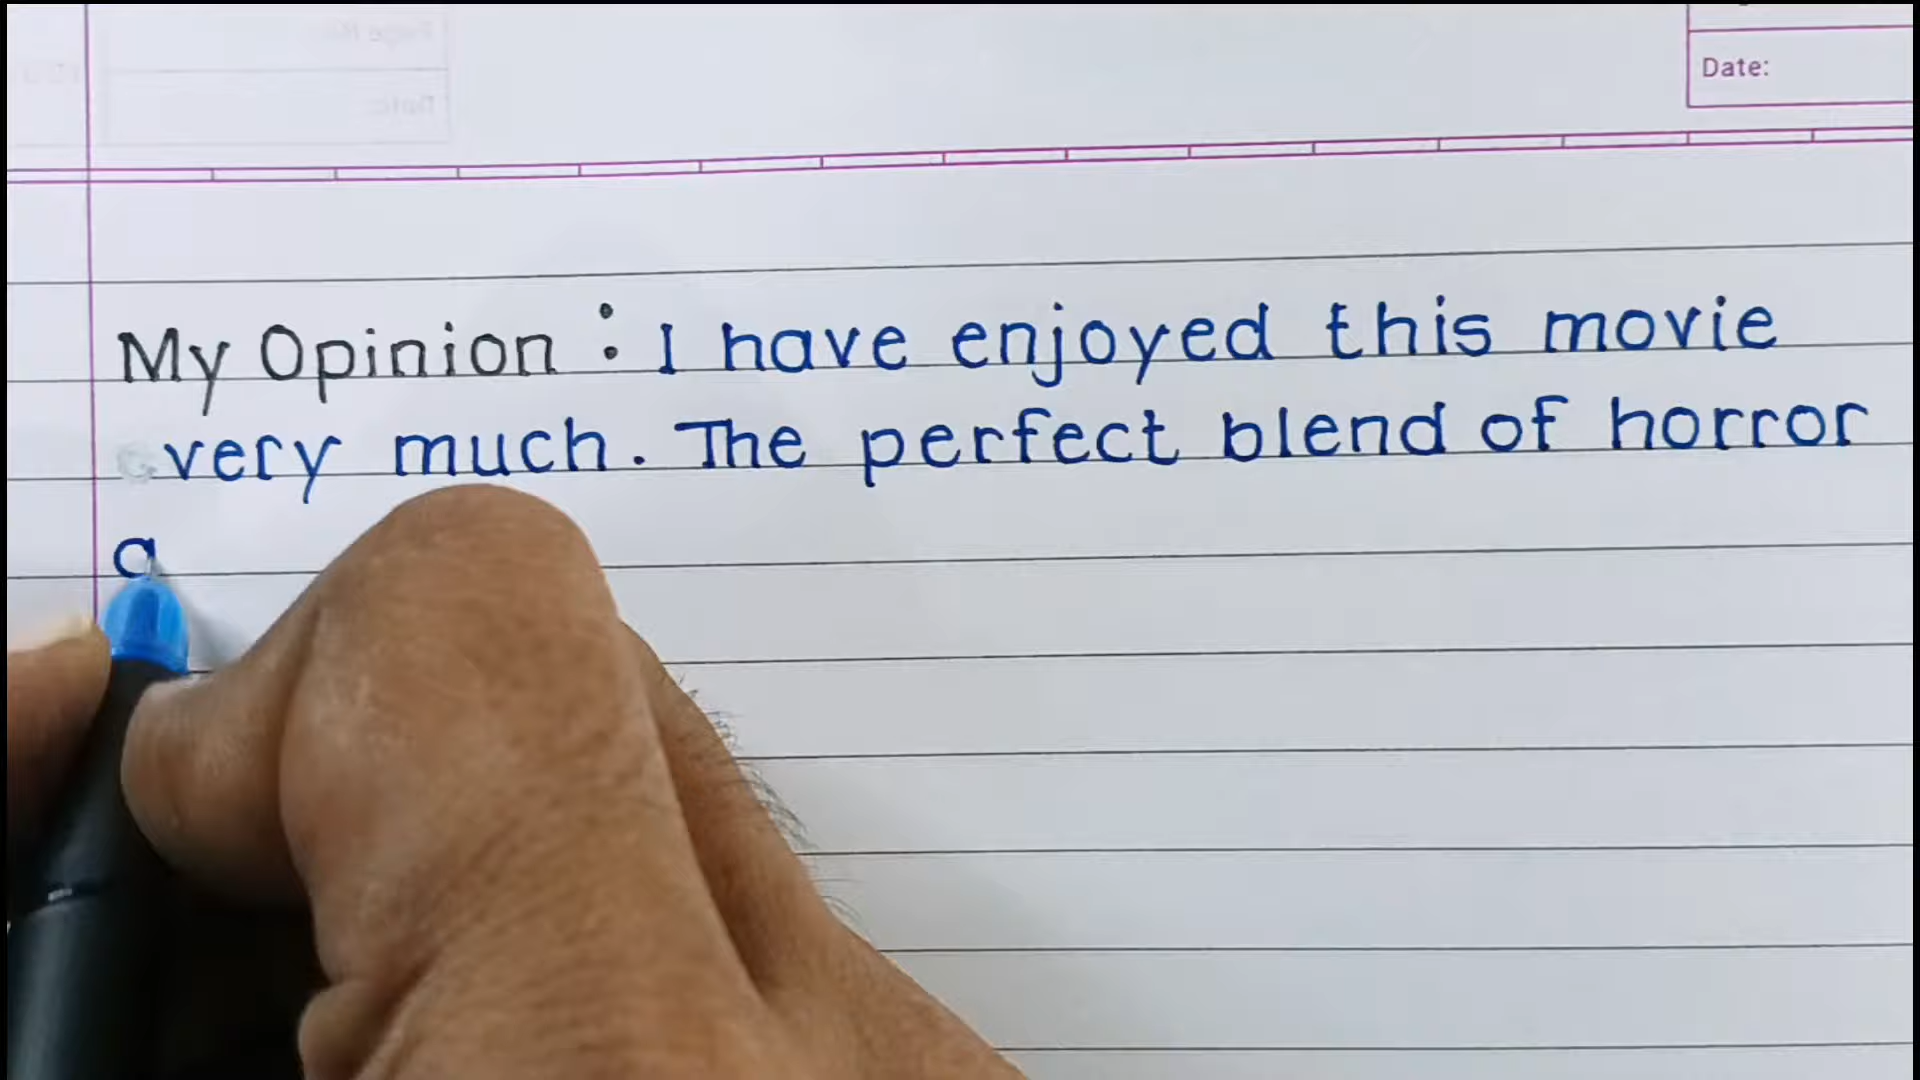 Date:
My Opinion : I have enjoyed this movie
very much. The perfect blend of horror
a